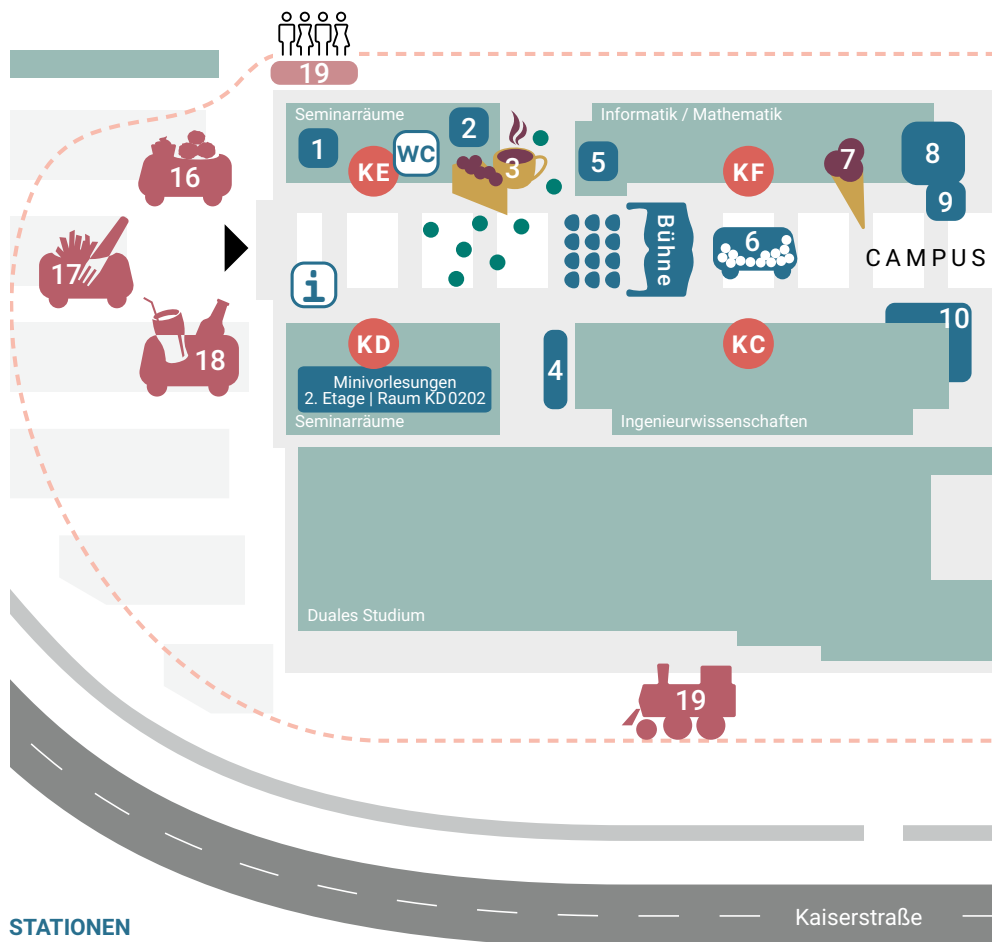 19
Seminarräume
Informatik / Mathematik
1
WC
2
3
5
7
8
KE
KF
16
9
17
i
Bühne
6
CAMPUS
10
18
KD
KC
4
Minivorlesungen
2. Etage | Raum KD 0202
Seminarräume
Ingenieurwissenschaften
Duales Studium
19
Kaiserstraße
STATIONEN